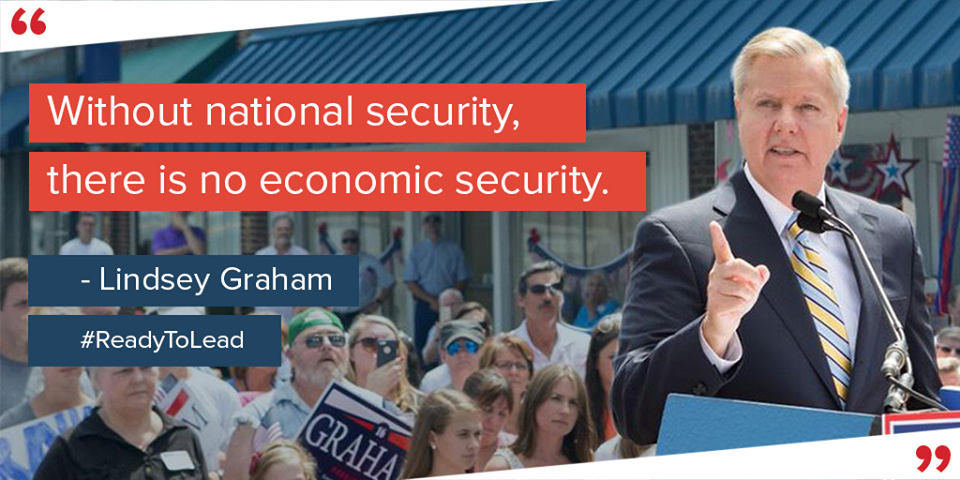 “
Without national security,
there is no economic security.
- Lindsey Graham
#ReadyToLead
GRAHA
”